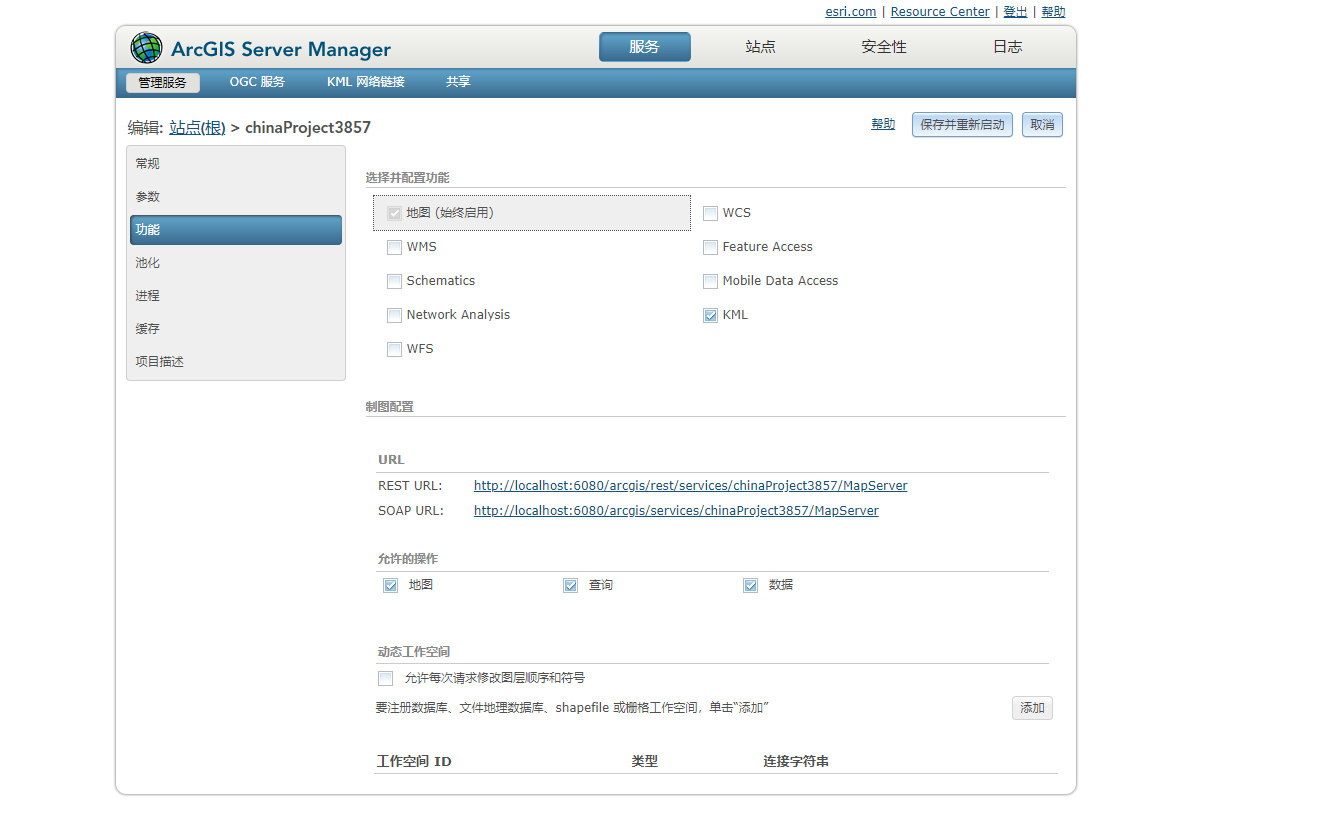 esri.com | Resource Center | 登出 | 帮助
ArcGIS Server Manager
服务 站点 安全性 日志
管理服务 OGC 服务 KML 网络链接 共享
编辑: 站点(根) > chinaProject3857
帮助 保存并重新启动 取消
常规
参数
功能
池化
进程
缓存
项目描述
选择并配置功能
地图 (始终启用) WCS
WMS Feature Access
Schematics Mobile Data Access
Network Analysis KML
WFS
制图配置
URL
REST URL: http://localhost:6080/arcgis/rest/services/chinaProject3857/MapServer
SOAP URL: http://localhost:6080/arcgis/services/chinaProject3857/MapServer
允许的操作
地图 查询 数据
动态工作空间
允许每次请求修改图层顺序和符号
要注册数据库、文件地理数据库、shapefile 或栅格工作空间, 单击“添加” 添加
工作空间 ID 类型 连接字符串